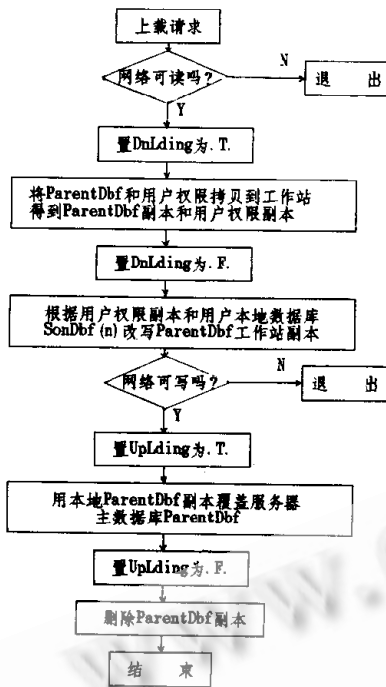 上载请求
网络可读吗?
N
退 出
Y
置DnLding为.T.
将ParentDbf和用户权限拷贝到工作站
得到ParentDbf副本和用户权限副本
置DnLding为.F.
根据用户权限副本和用户本地数据库
SonDbf(n)改写ParentDbf工作站副本
网络可写吗?
N
退 出
Y
置UpLding为.T.
用本地ParentDbf副本覆盖服务器
主数据库ParentDbf
置UpLding为.F.
删除ParentDbf副本
结 束